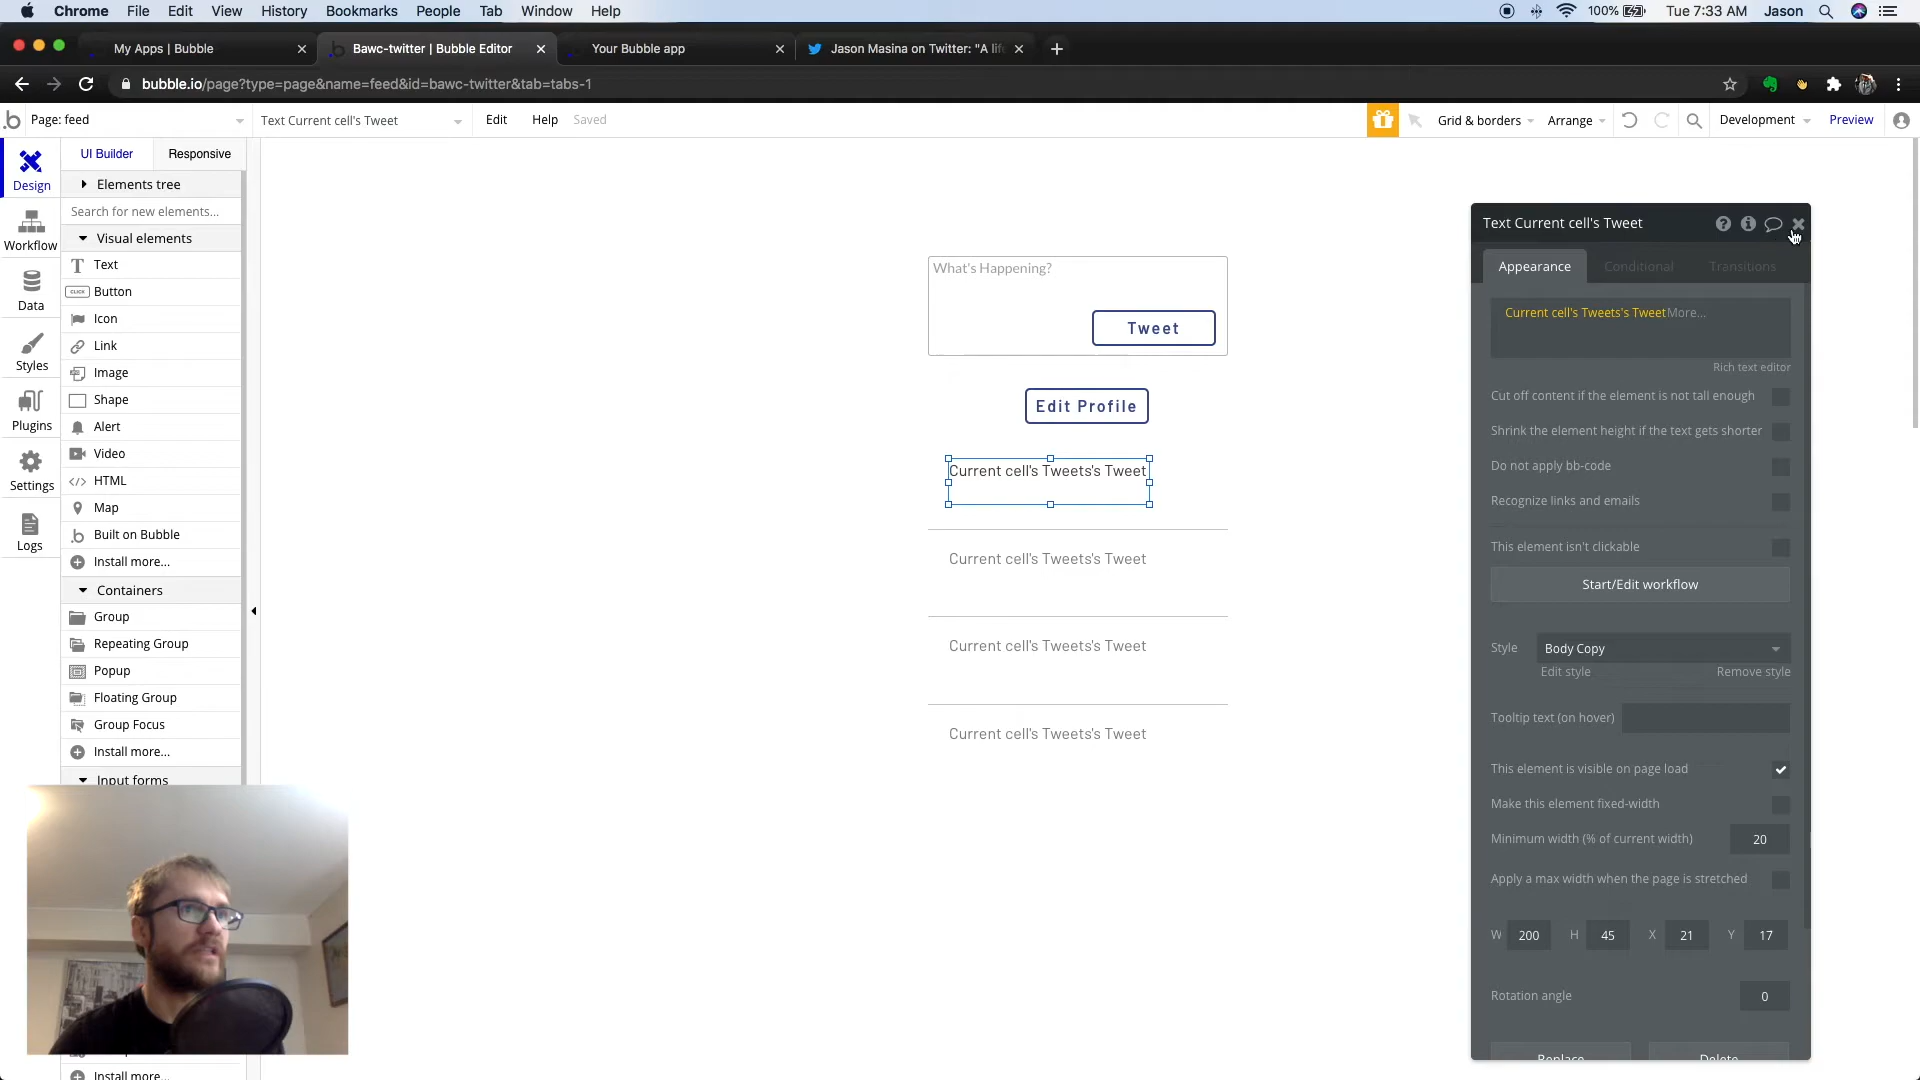 Chrome File Edit View History Bookmarks People Tab Window Help
100% Tue 7:33 AM Jason
My Apps | Bubble
Bawc-twitter | Bubble Editor
Your Bubble app
Jason Masina on Twitter: "A lif
bubble.io/page?type=page&name=feed&id=bawc-twitter&tab=tabs-1
Page: feed
Text Current cell's Tweet
Edit
Help
Saved
Grid & borders
Arrange
Development
Preview
Design
Workflow
Data
Styles
Plugins
Settings
Logs
UI Builder
Responsive
Elements tree
Search for new elements...
Visual elements
Text
CLICK Button
Icon
Link
Image
Shape
Alert
Video
HTML
Map
Built on Bubble
Install more...
Containers
Group
Repeating Group
Popup
Floating Group
Group Focus
Install more...
Input forms
Install more...
What's Happening?
Tweet
Edit Profile
Current cell's Tweets's Tweet
Current cell's Tweets's Tweet
Current cell's Tweets's Tweet
Current cell's Tweets's Tweet
Text Current cell's Tweet
Appearance
Conditional
Transitions
Current cell's Tweets's TweetMore...
Rich text editor
Cut off content if the element is not tall enough
Shrink the element height if the text gets shorter
Do not apply bb-code
Recognize links and emails
This element isn't clickable
Start/Edit workflow
Style
Body Copy
Edit style
Remove style
Tooltip text (on hover)
This element is visible on page load
Make this element fixed-width
Minimum width (% of current width) 20
Apply a max width when the page is stretched
W 200 H 45 X 21 Y 17
Rotation angle 0
Replace
Delete